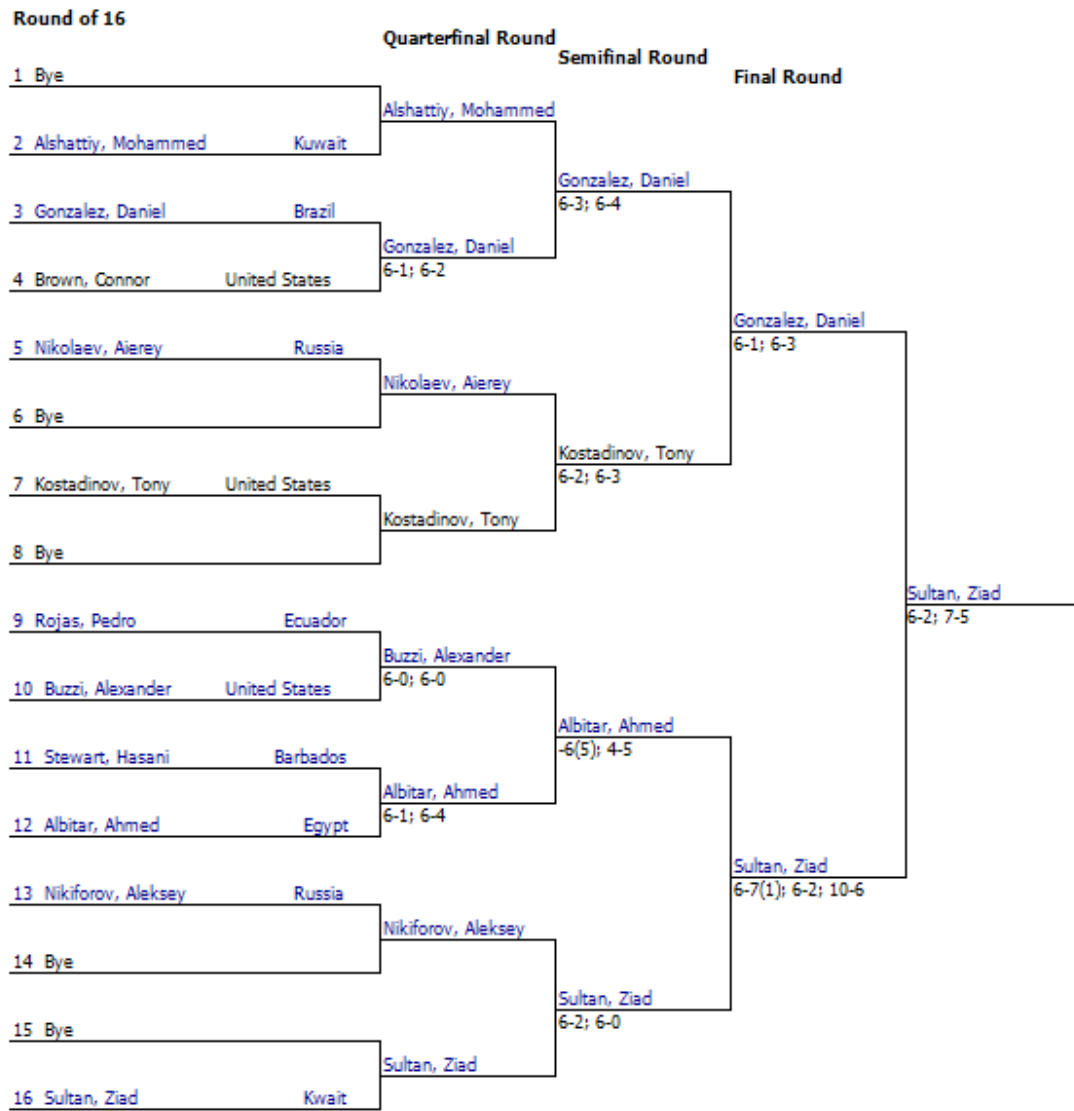 Round of 16
Quarterfinal Round
Semifinal Round
Final Round
1 Bye
Alshattiy, Mohammed
2 Alshattiy, Mohammed Kuwait
Gonzalez, Daniel
6-3; 6-4
3 Gonzalez, Daniel Brazil
Gonzalez, Daniel
6-1; 6-2
4 Brown, Connor United States
Gonzalez, Daniel
6-1; 6-3
5 Nikolaev, Aierey Russia
Nikolaev, Aierey
6 Bye
Kostadinov, Tony
6-2; 6-3
7 Kostadinov, Tony United States
Kostadinov, Tony
8 Bye
Sultan, Ziad
6-2; 7-5
9 Rojas, Pedro Ecuador
Buzzi, Alexander
6-0; 6-0
10 Buzzi, Alexander United States
Albitar, Ahmed
-6(5); 4-5
11 Stewart, Hasani Barbados
Albitar, Ahmed
6-1; 6-4
12 Albitar, Ahmed Egypt
Sultan, Ziad
6-7(1); 6-2; 10-6
13 Nikiforov, Aleksey Russia
Nikiforov, Aleksey
14 Bye
Sultan, Ziad
6-2; 6-0
15 Bye
Sultan, Ziad
16 Sultan, Ziad Kwait